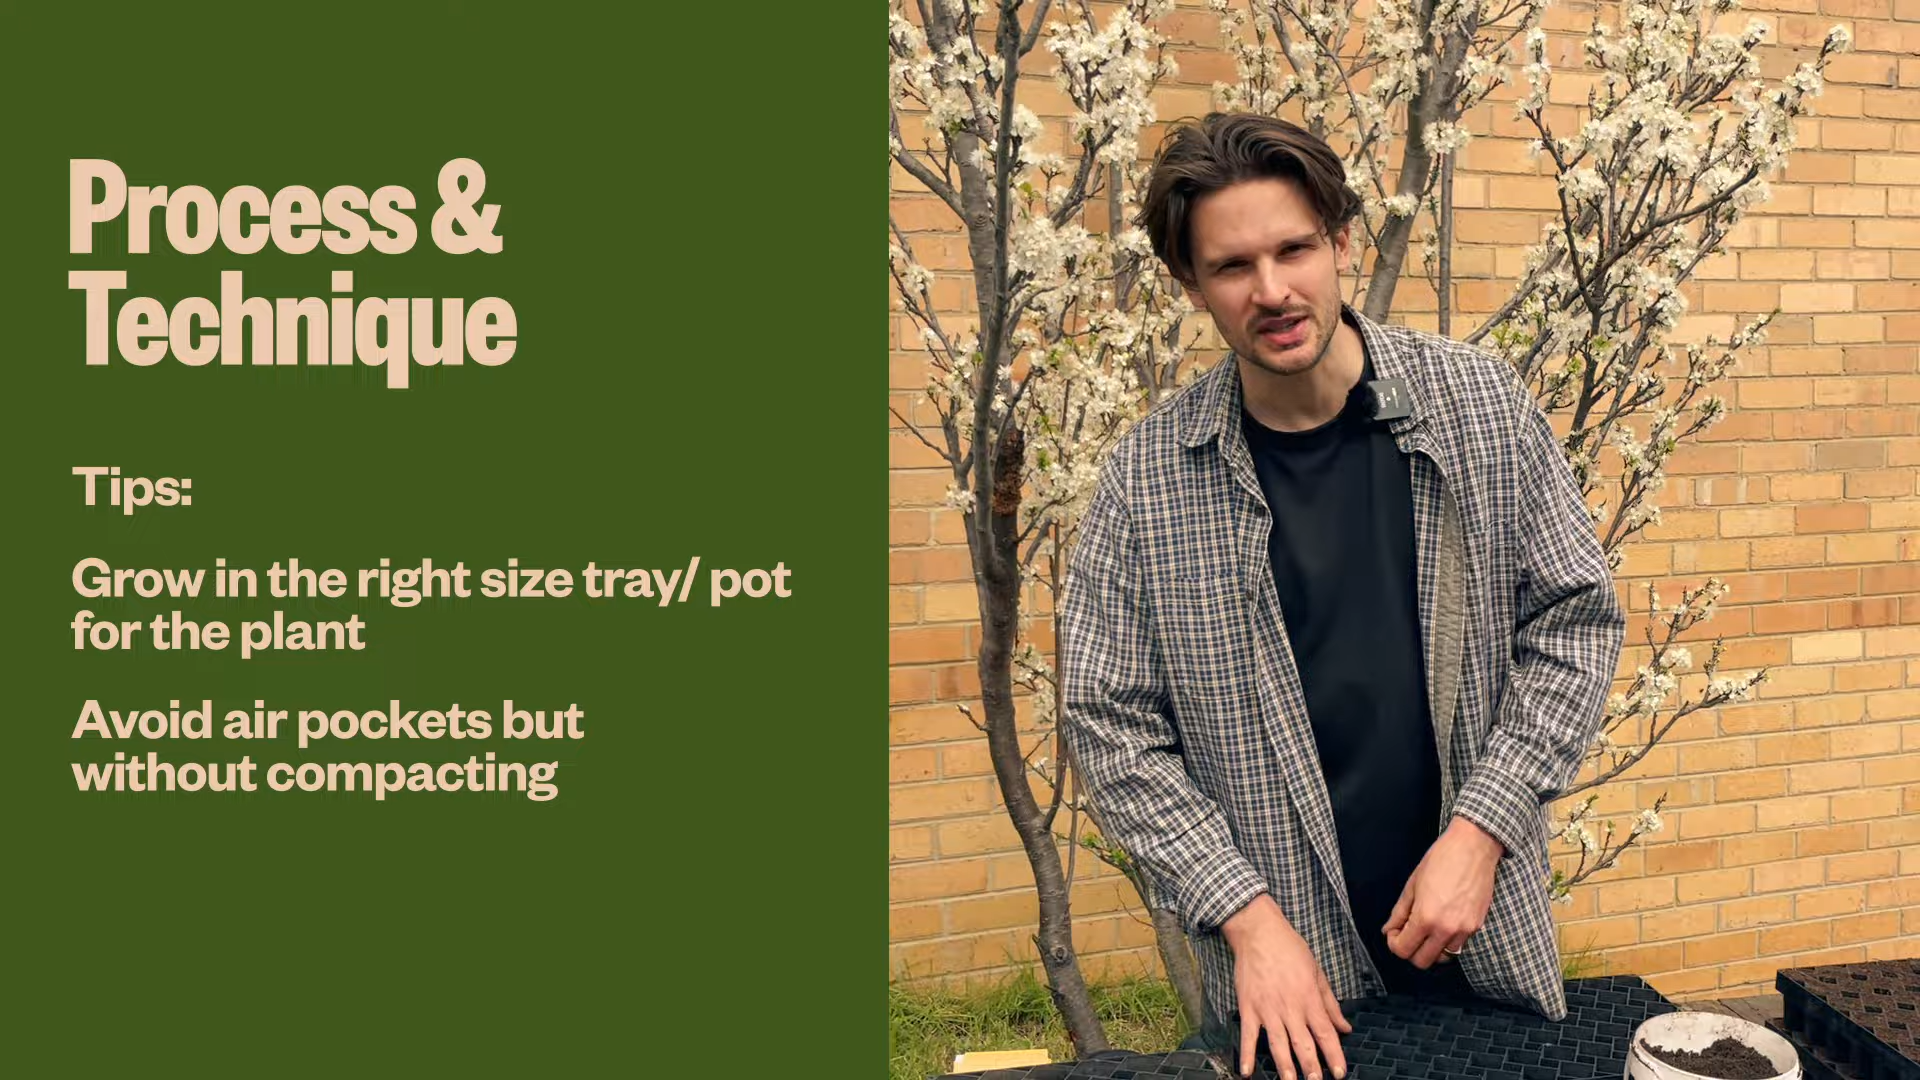 Process &
Technique
Tips:
Grow in the right size tray/ pot
for the plant
Avoid air pockets but
without compacting